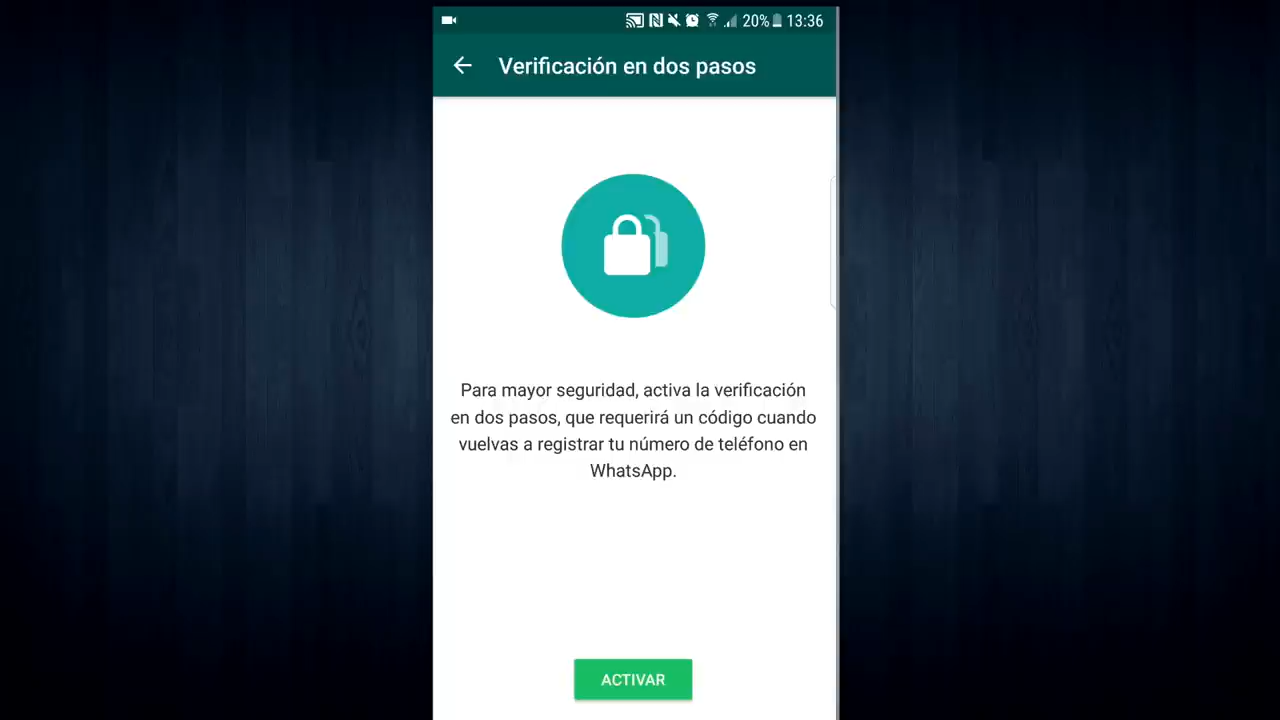 20% 13:36
Verificación en dos pasos
Para mayor seguridad, activa la verificación
en dos pasos, que requerirá un código cuando
vuelvas a registrar tu número de teléfono en
WhatsApp.
ACTIVAR